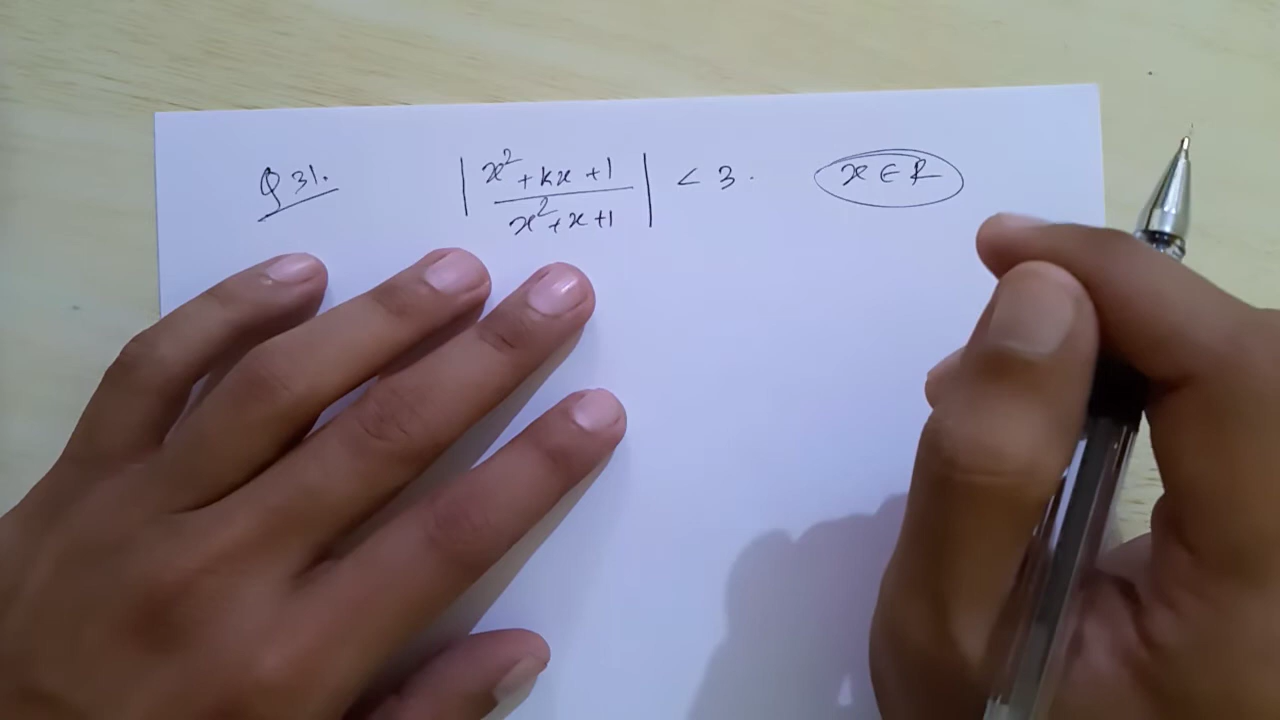 Q 31. | x² + kx + 1 / x² + x + 1 | < 3. x ∈ R